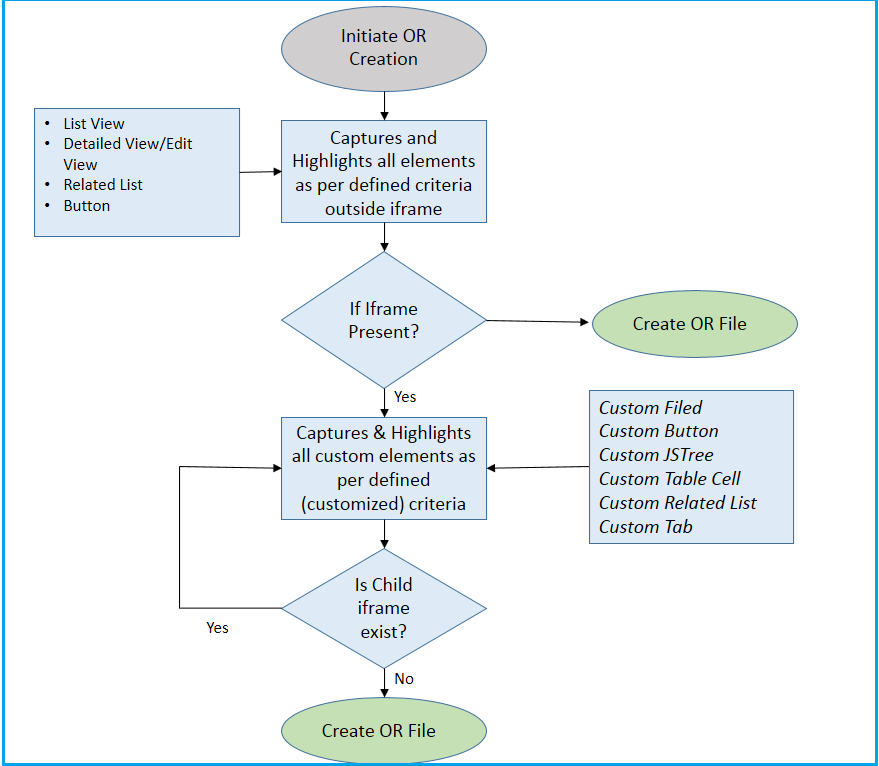 Initiate OR
Creation
• List View
• Detailed View/Edit
View
• Related List
• Button
Captures and
Highlights all elements
as per defined criteria
outside iframe
If Iframe
Present?
Create OR File
Yes
Captures & Highlights
all custom elements as
per defined
(customized) criteria
Custom Filed
Custom Button
Custom JSTree
Custom Table Cell
Custom Related List
Custom Tab
Is Child
iframe
exist?
Yes
No
Create OR File